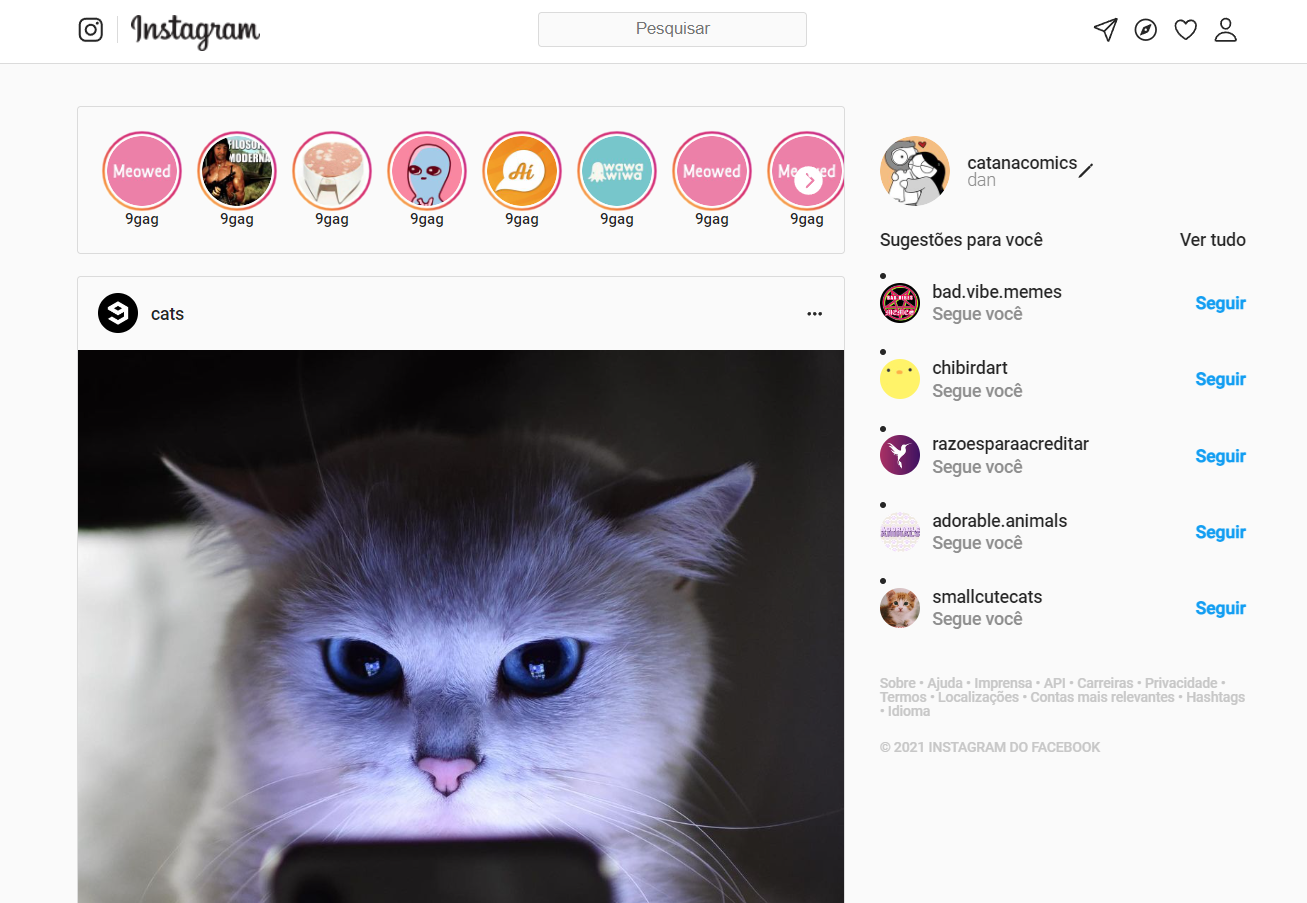 Instagram
Pesquisar
Meowed
FILOSOFIA
MODERNA
Ai
wawa
wiwa
Meowed
9gag
9gag
9gag
9gag
9gag
9gag
9gag
9gag
catanacomics
dan
Sugestões para você
Ver tudo
bad.vibe.memes
Segue você
Seguir
chibirdart
Segue você
Seguir
razoesparaacreditar
Segue você
Seguir
adorable.animals
Segue você
Seguir
smallcutecats
Segue você
Seguir
cats
Sobre • Ajuda • Imprensa • API • Carreiras • Privacidade •
Termos • Localizações • Contas mais relevantes • Hashtags
• Idioma
© 2021 INSTAGRAM DO FACEBOOK